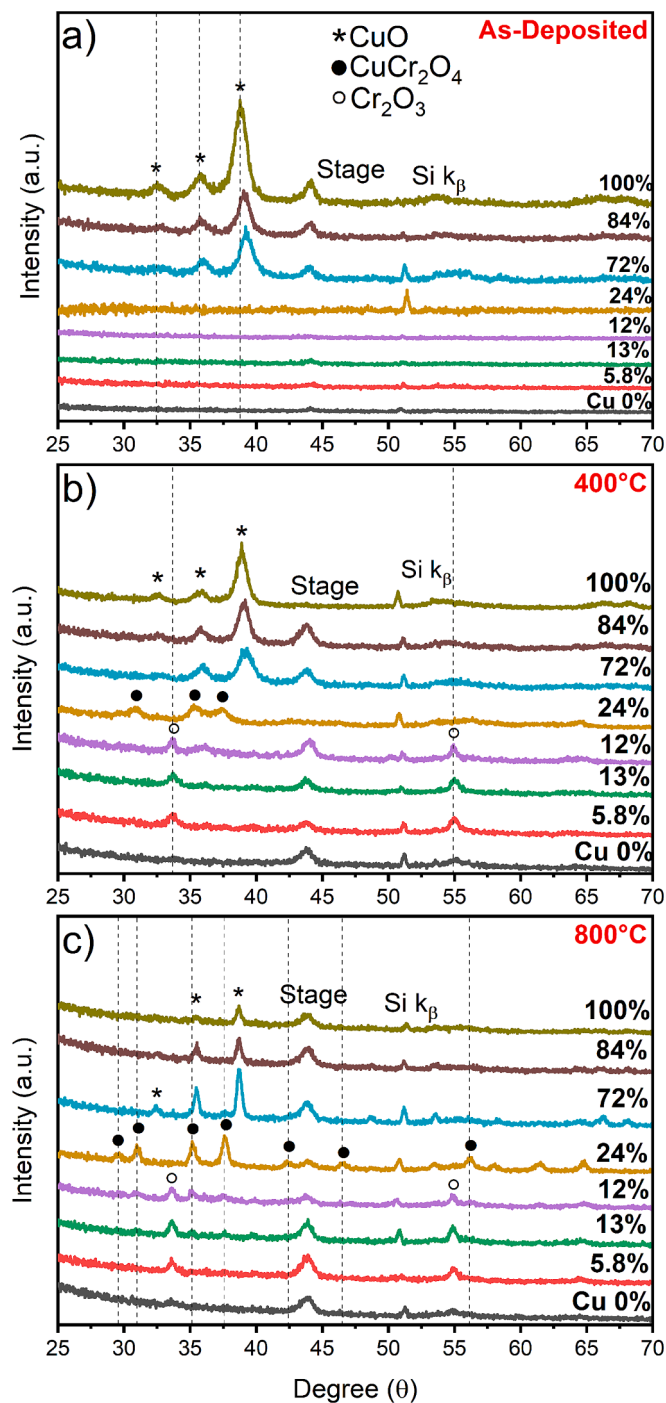 a)
As-Deposited
* CuO
● CuCr₂O₄
○ Cr₂O₃
* * *
Stage
Si kβ
100%
84%
72%
24%
12%
13%
5.8%
Cu 0%
Intensity (a.u.)
25 30 35 40 45 50 55 60 65 70
b)
400°C
* * *
Stage
Si kβ
100%
84%
72%
24%
12%
13%
5.8%
Cu 0%
Intensity (a.u.)
25 30 35 40 45 50 55 60 65 70
c)
800°C
* *
Stage
Si kβ
100%
84%
*
72%
24%
12%
13%
5.8%
Cu 0%
Intensity (a.u.)
25 30 35 40 45 50 55 60 65 70
Degree (θ)